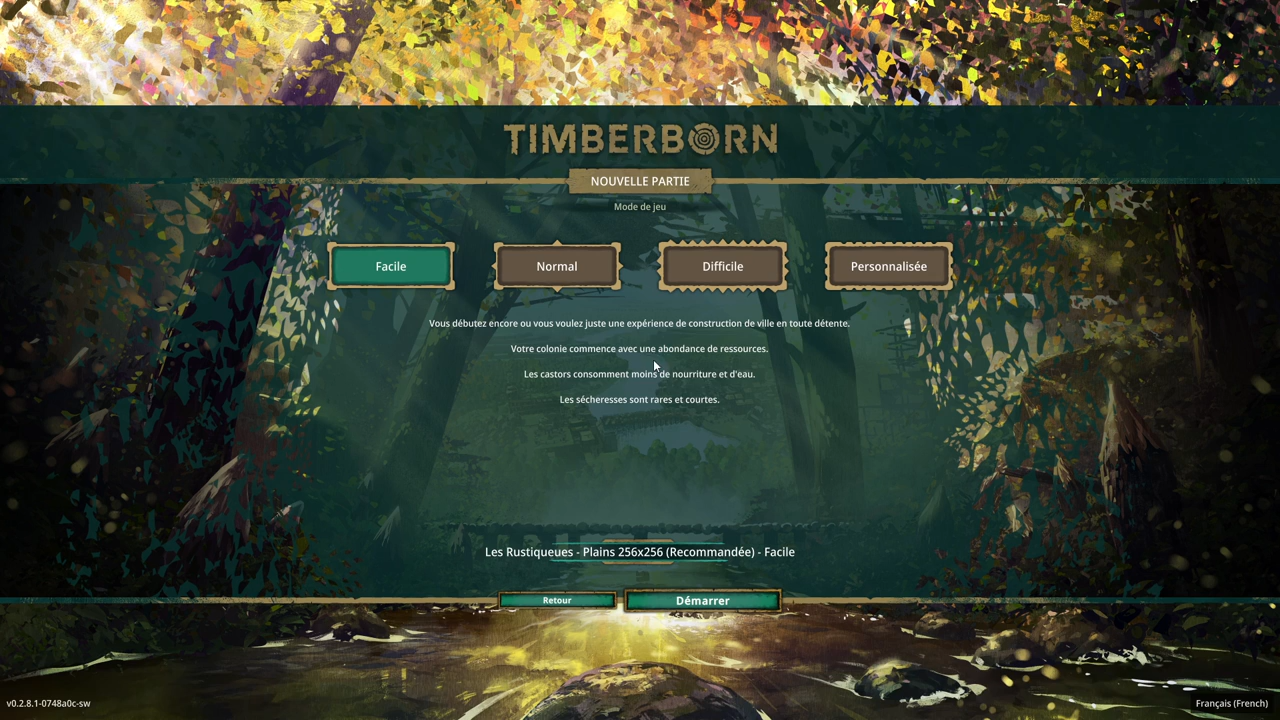 TIMBERBORN
NOUVELLE PARTIE
Mode de jeu
Facile
Normal
Difficile
Personnalisée
Vous débutez encore ou vous voulez juste une expérience de construction de ville en toute détente.
Votre colonie commence avec une abondance de ressources.
Les castors consomment moins de nourriture et d'eau.
Les sécheresses sont rares et courtes.
Les Rustiqueues - Plains 256x256 (Recommandée) - Facile
Retour
Démarrer
v0.2.8.1-0748a0c-sw
Français (French)